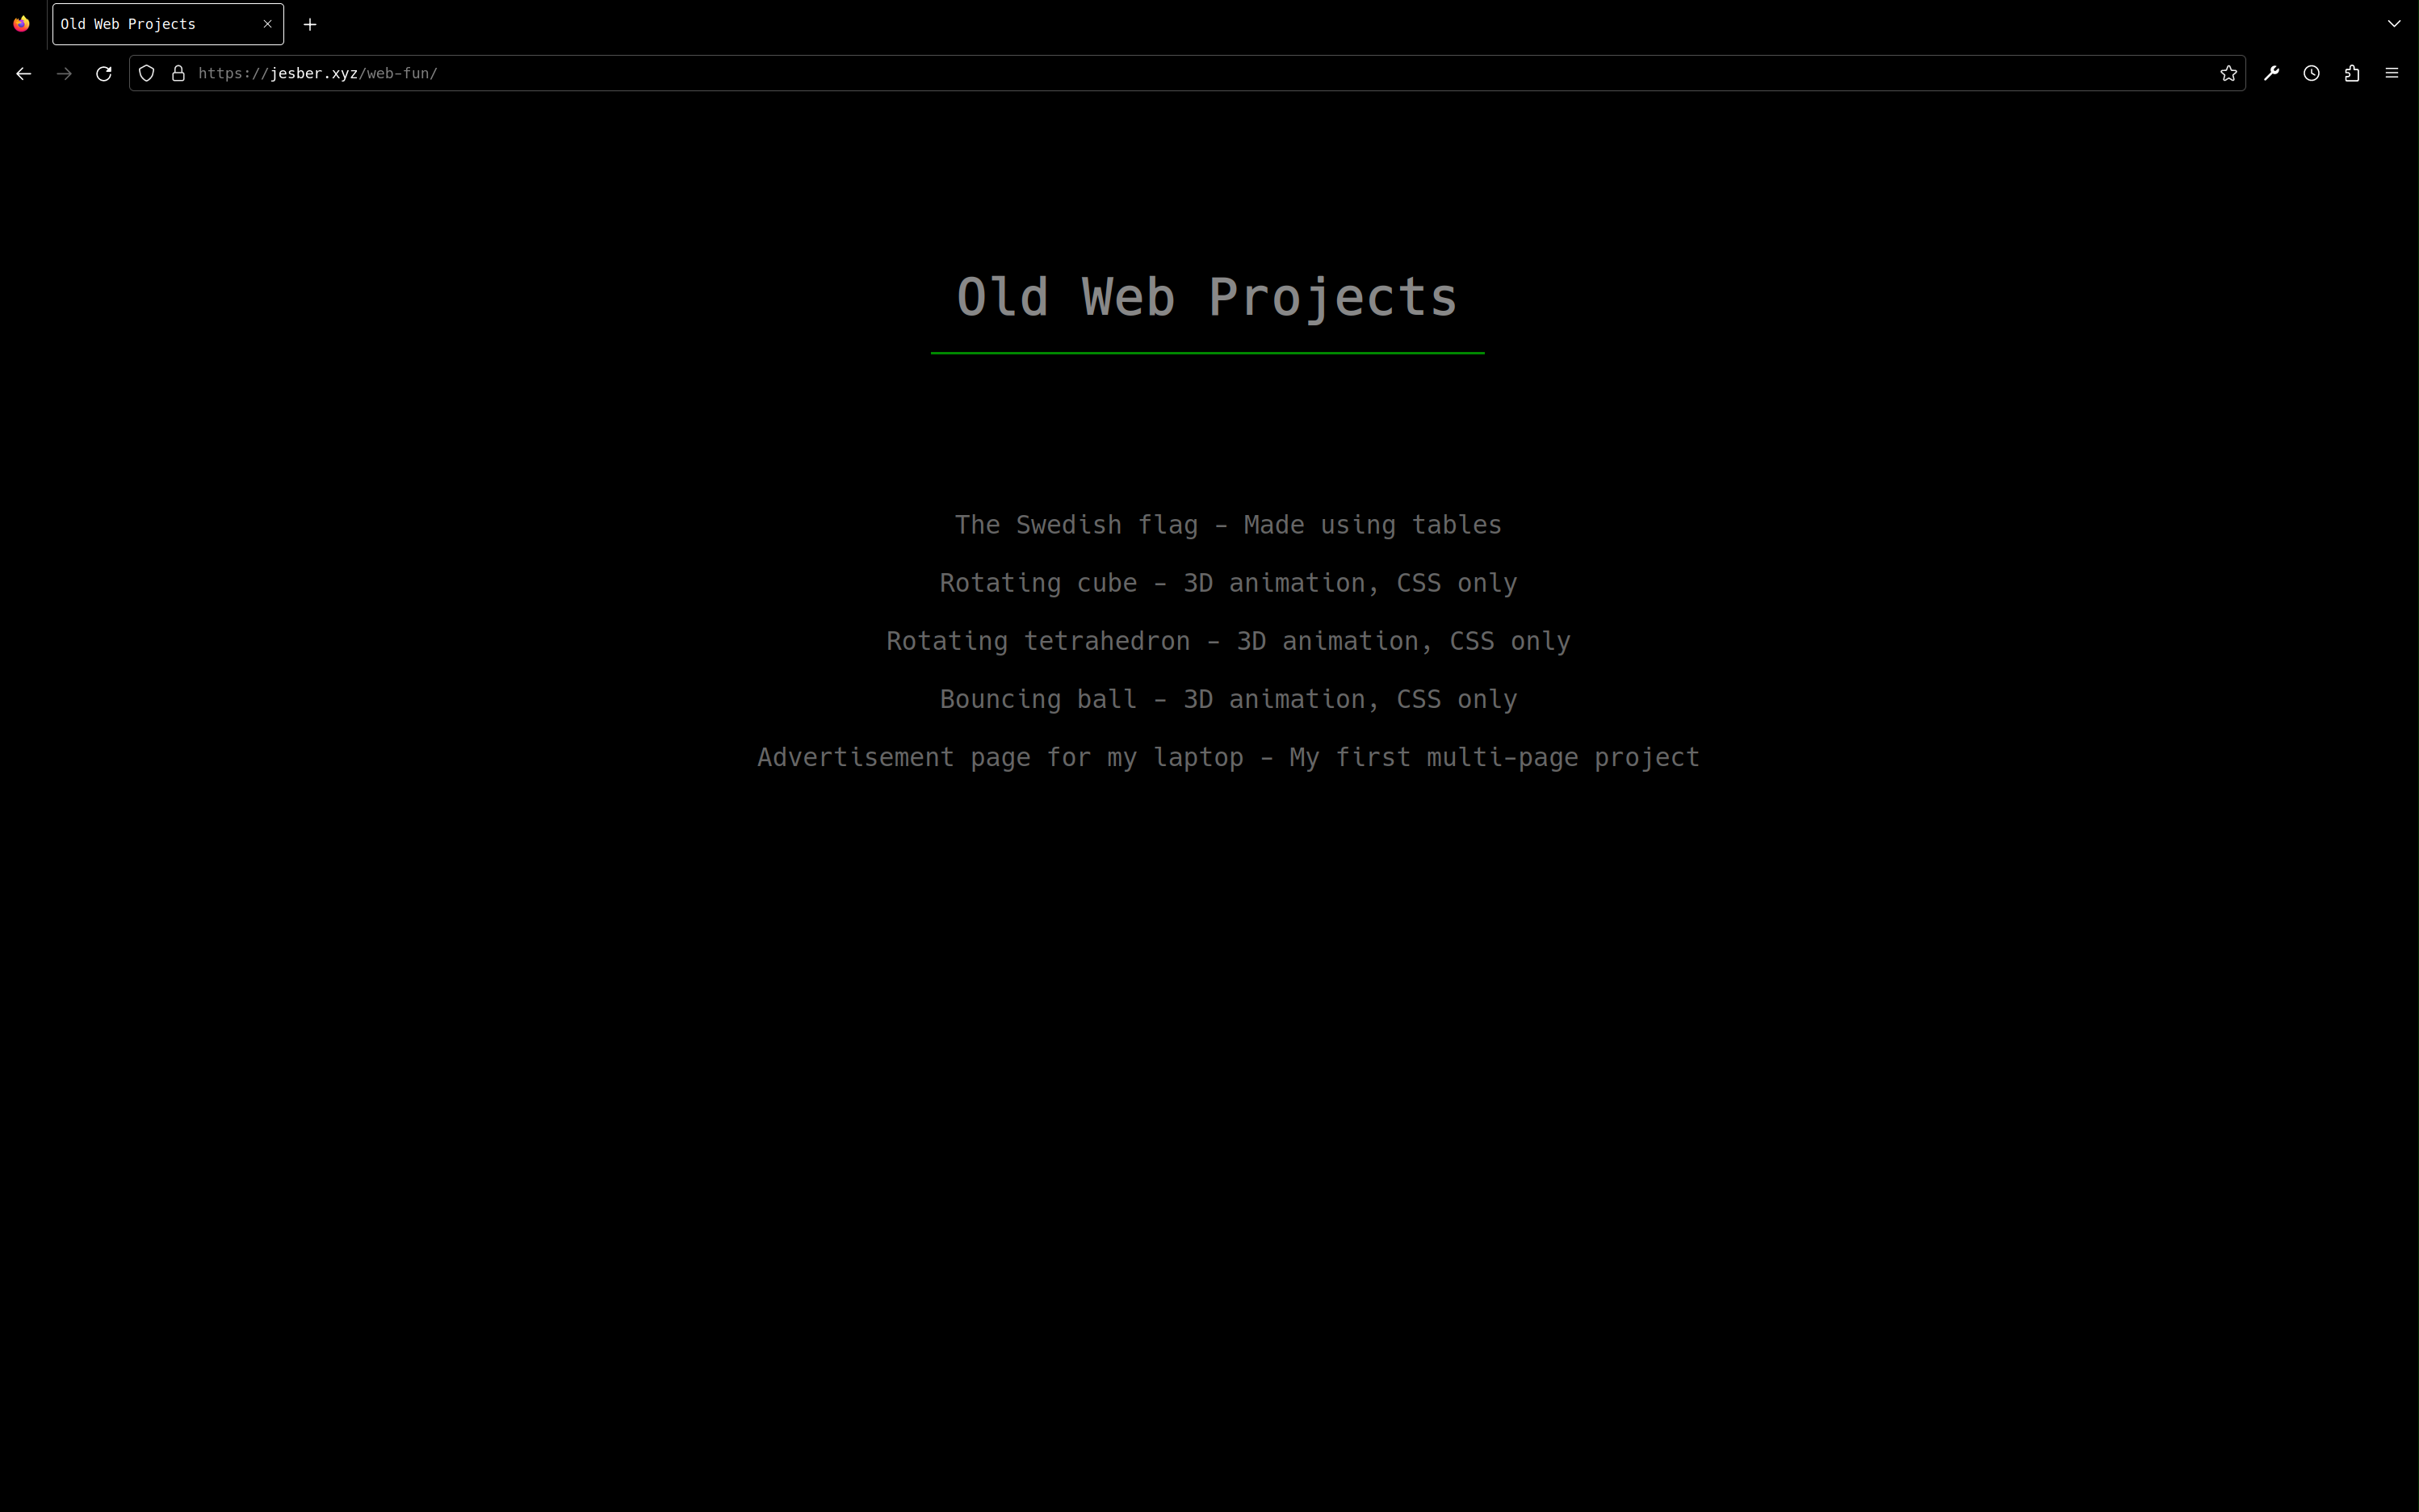 Old Web Projects
https://jesber.xyz/web-fun/
Old Web Projects
The Swedish flag - Made using tables
Rotating cube - 3D animation, CSS only
Rotating tetrahedron - 3D animation, CSS only
Bouncing ball - 3D animation, CSS only
Advertisement page for my laptop - My first multi-page project